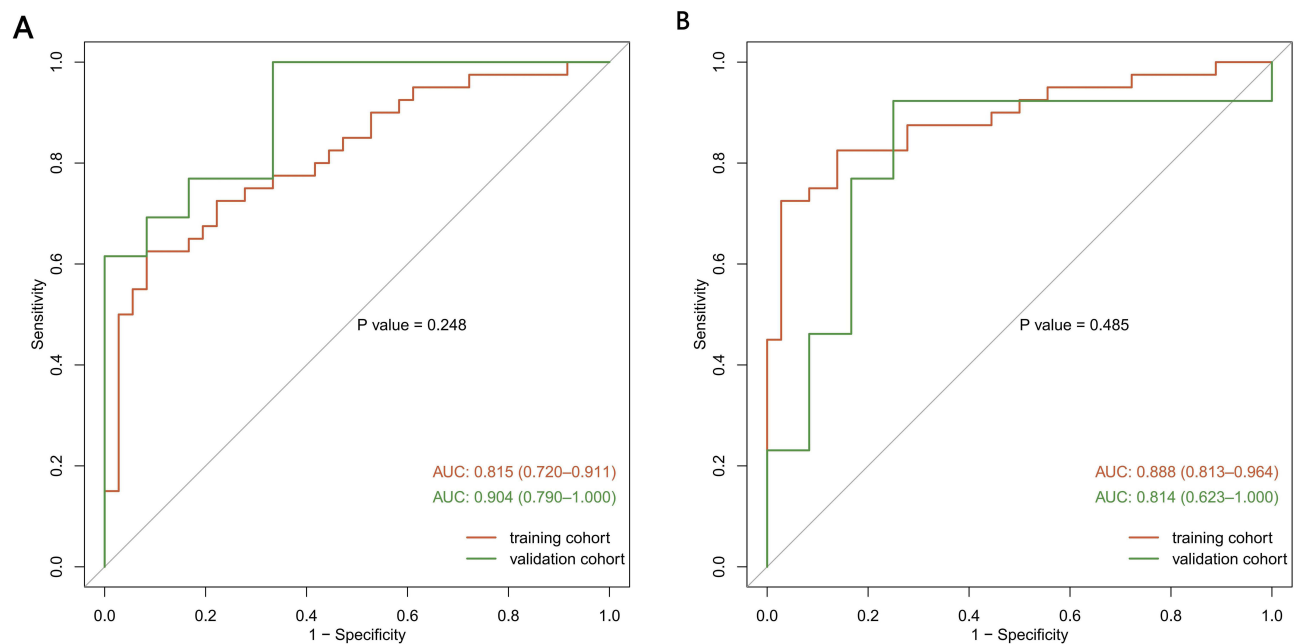 A
1.0
0.8
0.6
0.4
0.2
0.0
Sensitivity
P value = 0.248
AUC: 0.815 (0.720–0.911)
AUC: 0.904 (0.790–1.000)
training cohort
validation cohort
0.0 0.2 0.4 0.6 0.8 1.0
1 − Specificity
B
1.0
0.8
0.6
0.4
0.2
0.0
Sensitivity
P value = 0.485
AUC: 0.888 (0.813–0.964)
AUC: 0.814 (0.623–1.000)
training cohort
validation cohort
0.0 0.2 0.4 0.6 0.8 1.0
1 − Specificity